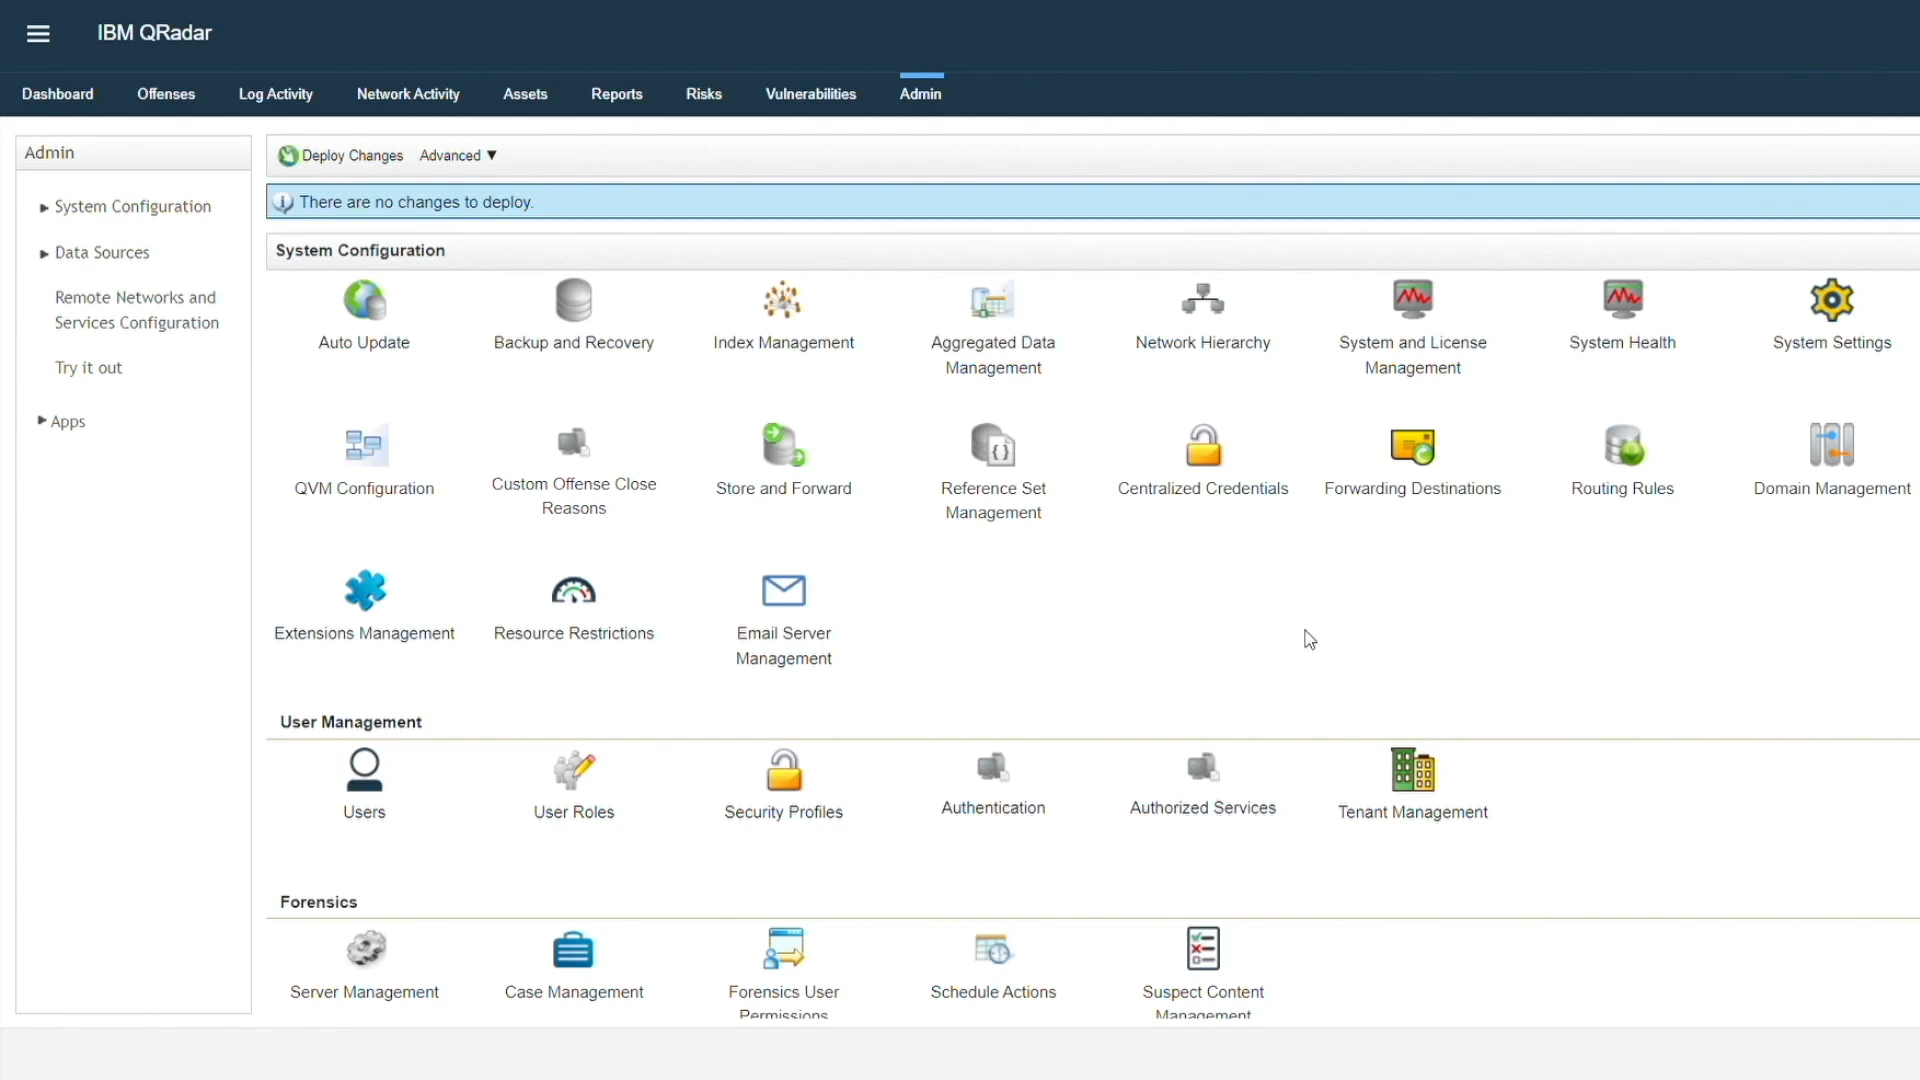 IBM QRadar
Dashboard Offenses Log Activity Network Activity Assets Reports Risks Vulnerabilities Admin
Admin
System Configuration
Data Sources
Remote Networks and
Services Configuration
Try it out
Apps
Deploy Changes Advanced ▼
There are no changes to deploy.
System Configuration
Auto Update
Backup and Recovery
Index Management
Aggregated Data
Management
Network Hierarchy
System and License
Management
System Health
System Settings
QVM Configuration
Custom Offense Close
Reasons
Store and Forward
Reference Set
Management
Centralized Credentials
Forwarding Destinations
Routing Rules
Domain Management
Extensions Management
Resource Restrictions
Email Server
Management
User Management
Users
User Roles
Security Profiles
Authentication
Authorized Services
Tenant Management
Forensics
Server Management
Case Management
Forensics User
Permissions
Schedule Actions
Suspect Content
Management